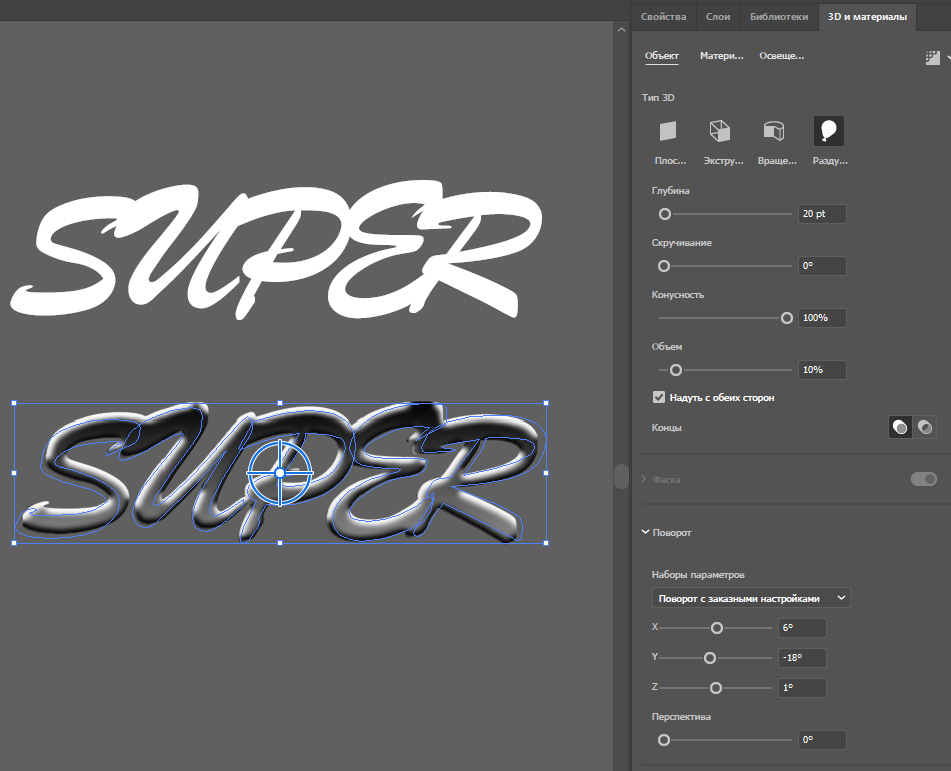 Свойства Слои Библиотеки 3D и материалы
Объект Матери... Освеще...
Тип 3D
Плос... Экстру... Враще... Разду...
Глубина
20 pt
Скручивание
0°
Конусность
100%
Объем
10%
Надуть с обеих сторон
Концы
Фаска
Поворот
Наборы параметров
Поворот с заказными настройками
X 6°
Y -18°
Z 1°
Перспектива
0°
SUPER
SUPER